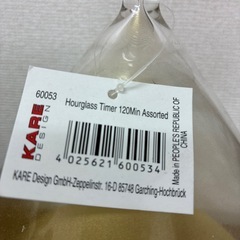 60053
Hourglass Timer 120Min Assorted
KARE
DESIGN
4 025621 600534
Made in PEOPLE'S REPUBLIC OF
CHINA
KARE Design GmbH-Zeppelinstr. 16-D 85748 Garching-Hochbrück